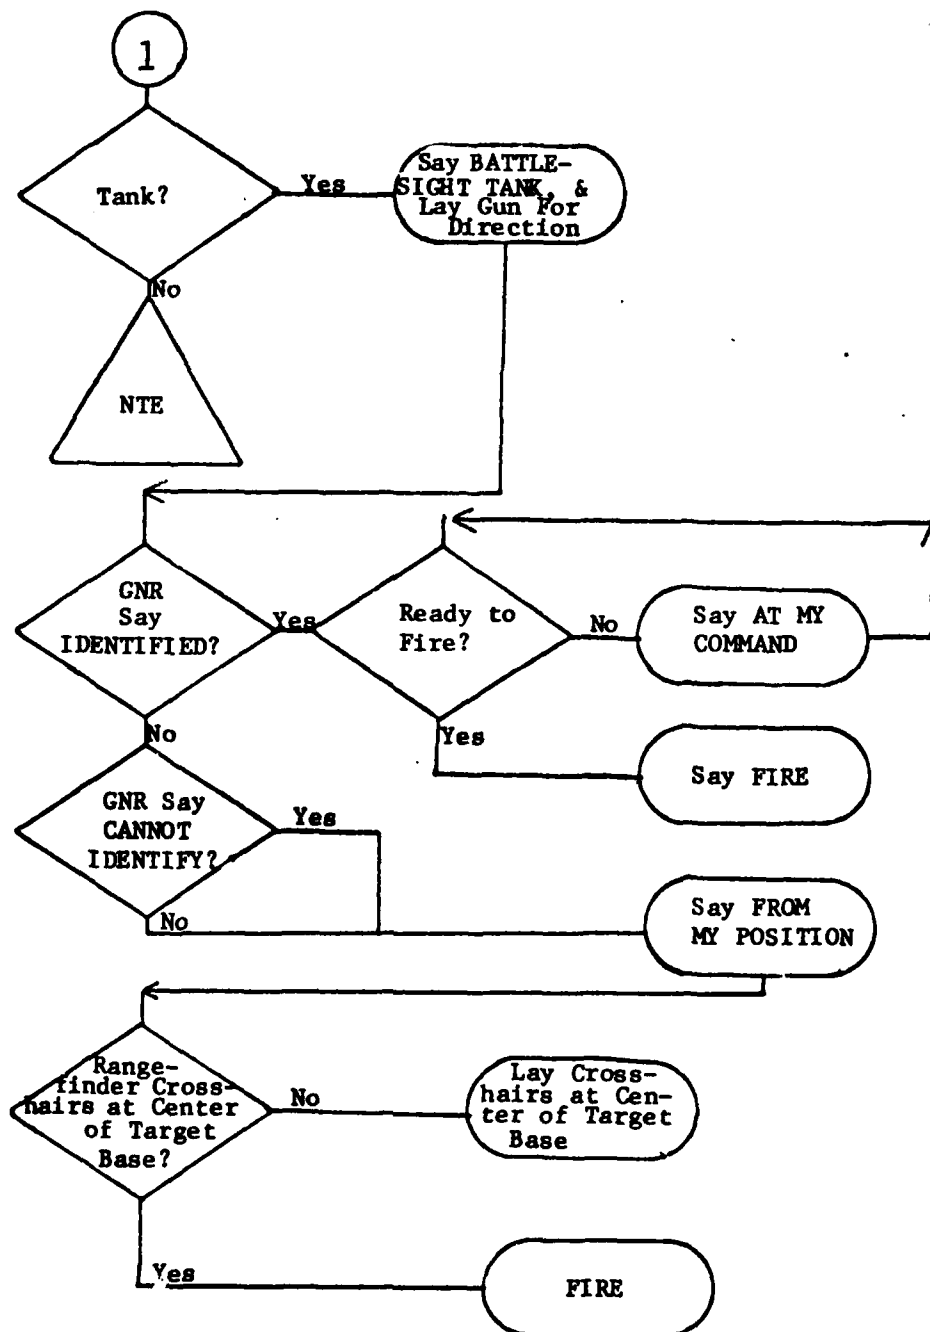 1
Tank?
Yes
Say BATTLE-
SIGHT TANK, &
Lay Gun For
Direction
No
NTE
GNR
Say
IDENTIFIED?
Yes
Ready to
Fire?
No
Say AT MY
COMMAND
Yes
Say FIRE
No
GNR Say
CANNOT
IDENTIFY?
Yes
No
Say FROM
MY POSITION
Range-
finder Cross-
hairs at Center
of Target
Base?
No
Lay Cross-
hairs at Cen-
ter of Target
Base
Yes
FIRE